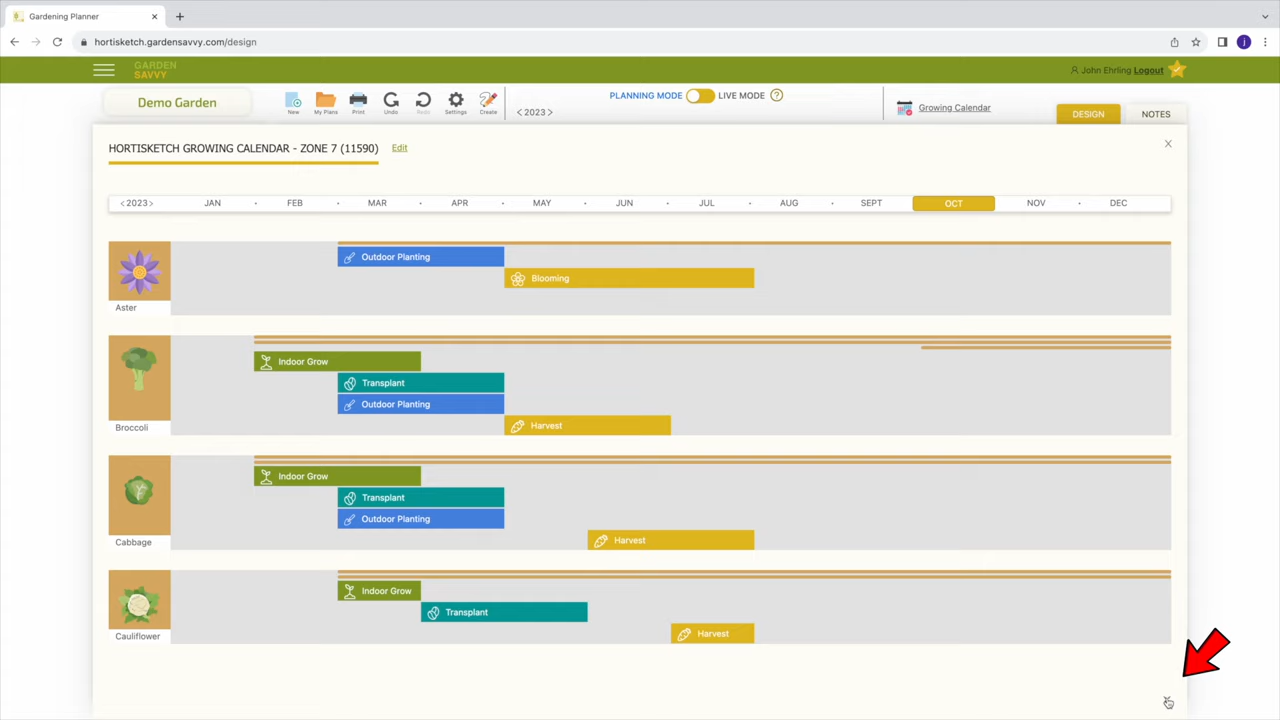 Gardening Planner
hortisketch.gardensavvy.com/design
j
GARDEN
SAVVY
John Ehrling Logout
Demo Garden
New
My Plans
Print
Undo
Redo
Settings
Create
<2023>
PLANNING MODE
LIVE MODE
?
Growing Calendar
DESIGN
NOTES
HORTISKETCH GROWING CALENDAR - ZONE 7 (11590)
Edit
<2023> JAN FEB MAR APR MAY JUN JUL AUG SEPT OCT NOV DEC
Outdoor Planting
Blooming
Aster
Indoor Grow
Transplant
Outdoor Planting
Harvest
Broccoli
Indoor Grow
Transplant
Outdoor Planting
Harvest
Cabbage
Indoor Grow
Transplant
Harvest
Cauliflower